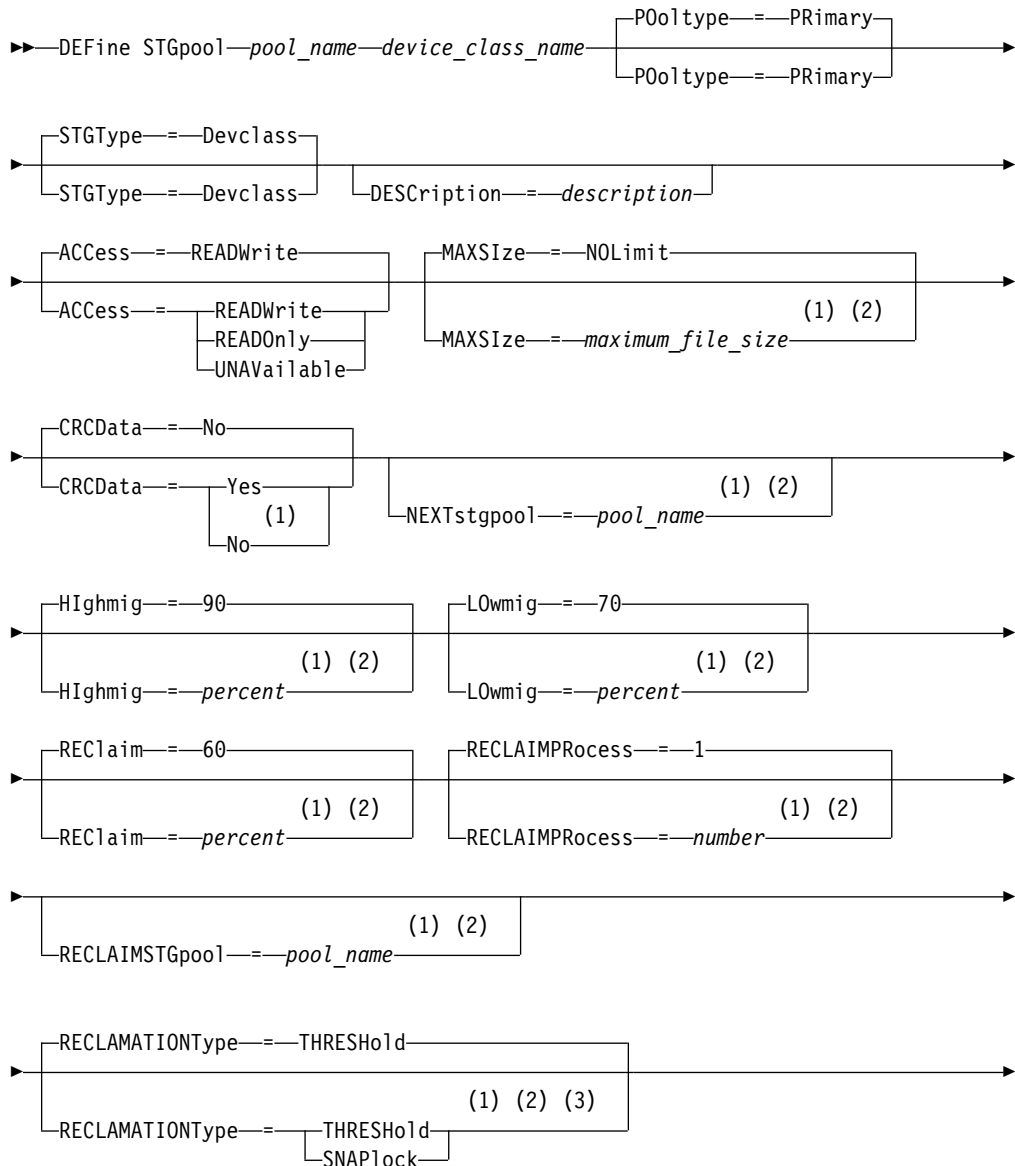 POoltype = PRimary
DEFine STGpool pool_name device_class_name
POoltype = PRimary
STGType = Devclass
STGType = Devclass
DESCription = description
ACCess = READWrite
MAXSIze = NOLimit
ACCess = READWrite
READOnly
UNAVailable
(1) (2)
MAXSIze = maximum_file_size
CRCData = No
CRCData = Yes
(1)
No
(1) (2)
NEXTstgpool = pool_name
HIghmig = 90
LOwmig = 70
(1) (2)
HIghmig = percent
(1) (2)
LOwmig = percent
REClaim = 60
RECLAIMPRocess = 1
(1) (2)
REClaim = percent
(1) (2)
RECLAIMPRocess = number
(1) (2)
RECLAIMSTGpool = pool_name
RECLAMATIONType = THRESHold
(1) (2) (3)
RECLAMATIONType = THRESHold
SNAPlock